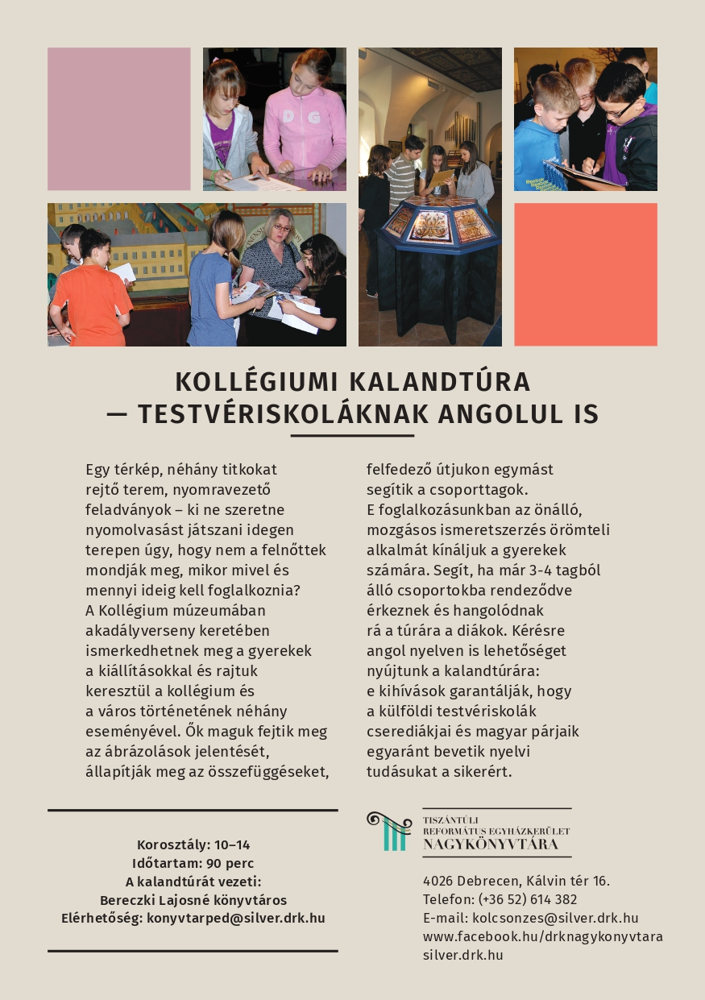 D G
Reebok
Reebok
Reebok
KOLLÉGIUMI KALANDTÚRA
— TESTVÉRISKOLÁKNAK ANGOLUL IS
Egy térkép, néhány titkokat
rejtő terem, nyomravezető
feladványok – ki ne szeretne
nyomolvasást játszani idegen
terepen úgy, hogy nem a felnőttek
mondják meg, mikor mivel és
mennyi ideig kell foglalkoznia?
A Kollégium múzeumában
akadályverseny keretében
ismerkedhetnek meg a gyerekek
a kiállításokkal és rajtuk
keresztül a kollégium és
a város történetének néhány
eseményével. Ők maguk fejtik meg
az ábrázolások jelentését,
állapítják meg az összefüggéseket,
felfedező útjukon egymást
segítik a csoporttagok.
E foglalkozásunkban az önálló,
mozgásos ismeretszerzés örömteli
alkalmát kínáljuk a gyerekek
számára. Segít, ha már 3-4 tagból
álló csoportokba rendeződve
érkeznek és hangolódnak
rá a túrára a diákok. Kérésre
angol nyelven is lehetőséget
nyújtunk a kalandtúrára:
e kihívások garantálják, hogy
a külföldi testvériskolák
cserediákjai és magyar párjaik
egyaránt bevetik nyelvi
tudásukat a sikerért.
Korosztály: 10–14
Időtartam: 90 perc
A kalandtúrát vezeti:
Bereczki Lajosné könyvtáros
Elérhetőség: konyvtarped@silver.drk.hu
TISZÁNTÚLI
REFORMÁTUS EGYHÁZKERÜLET
NAGYKÖNYVTÁRA
4026 Debrecen, Kálvin tér 16.
Telefon: (+36 52) 614 382
E-mail: kolcsonzes@silver.drk.hu
www.facebook.hu/drknagykonyvtara
silver.drk.hu